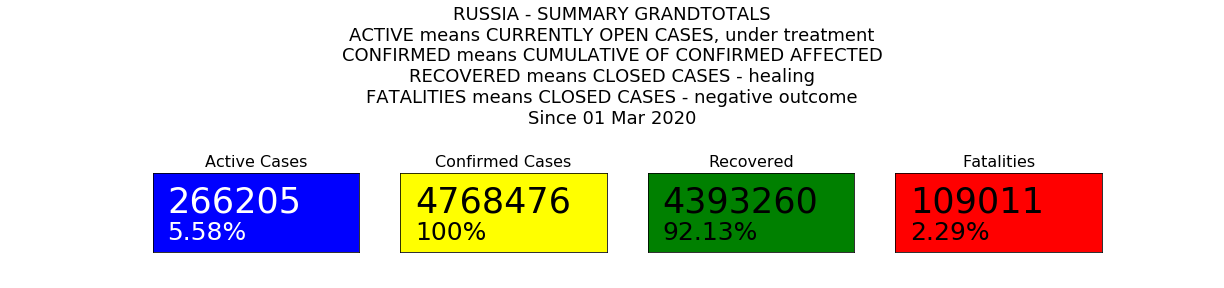 RUSSIA - SUMMARY GRANDTOTALS
ACTIVE means CURRENTLY OPEN CASES, under treatment
CONFIRMED means CUMULATIVE OF CONFIRMED AFFECTED
RECOVERED means CLOSED CASES - healing
FATALITIES means CLOSED CASES - negative outcome
Since 01 Mar 2020
Active Cases
266205
5.58%
Confirmed Cases
4768476
100%
Recovered
4393260
92.13%
Fatalities
109011
2.29%